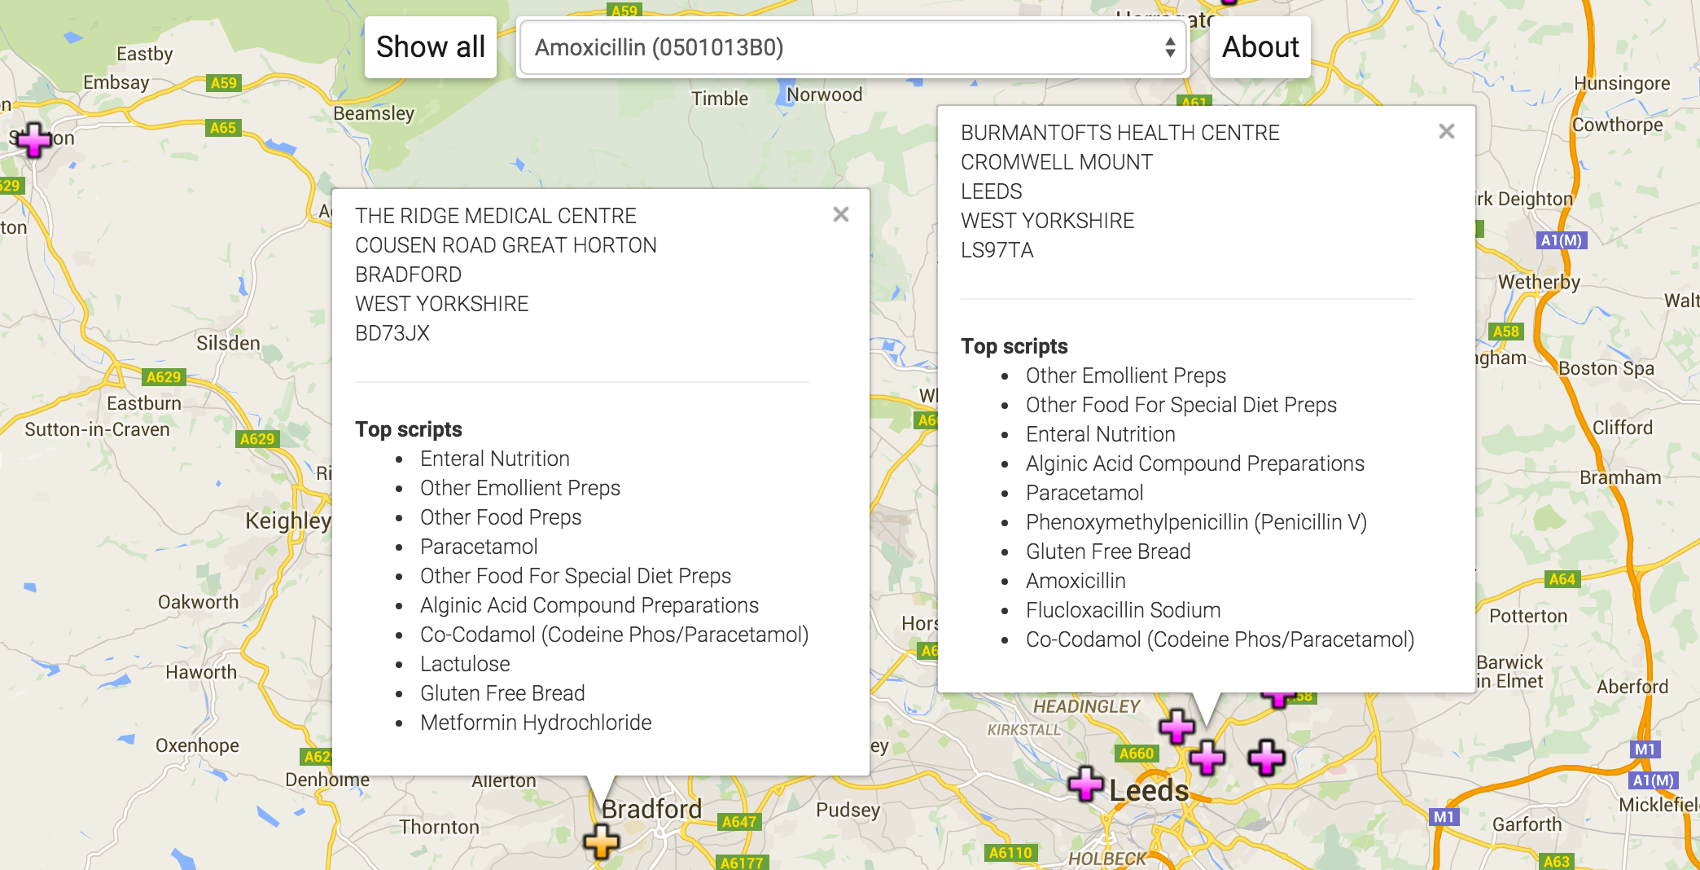 Show all
Amoxicillin (0501013B0)
About
A59
Eastby
Embsay
A59
A65
Beamsley
Timble
Norwood
A61
Hunsingore
Cowthorpe
THE RIDGE MEDICAL CENTRE
COUSEN ROAD GREAT HORTON
BRADFORD
WEST YORKSHIRE
BD73JX
Top scripts
Enteral Nutrition
Other Emollient Preps
Other Food Preps
Paracetamol
Other Food For Special Diet Preps
Alginic Acid Compound Preparations
Co-Codamol (Codeine Phos/Paracetamol)
Lactulose
Gluten Free Bread
Metformin Hydrochloride
BURMANTOFTS HEALTH CENTRE
CROMWELL MOUNT
LEEDS
WEST YORKSHIRE
LS97TA
Top scripts
Other Emollient Preps
Other Food For Special Diet Preps
Enteral Nutrition
Alginic Acid Compound Preparations
Paracetamol
Phenoxymethylpenicillin (Penicillin V)
Gluten Free Bread
Amoxicillin
Flucloxacillin Sodium
Co-Codamol (Codeine Phos/Paracetamol)
Deighton
A1(M)
Wetherby
A58
Boston Spa
Clifford
Bramham
A64
Potterton
Barwick
in Elmet
Aberford
M1
A1(M)
Garforth
M1
A63
Silsden
A629
Eastburn
Sutton-in-Craven
A629
Keighley
Oakworth
Haworth
Oxenhope
Denholme
Allerton
Thornton
Bradford
A647
A6177
Pudsey
HEADINGLEY
KIRKSTALL
A660
Leeds
A6110
HOLBECK